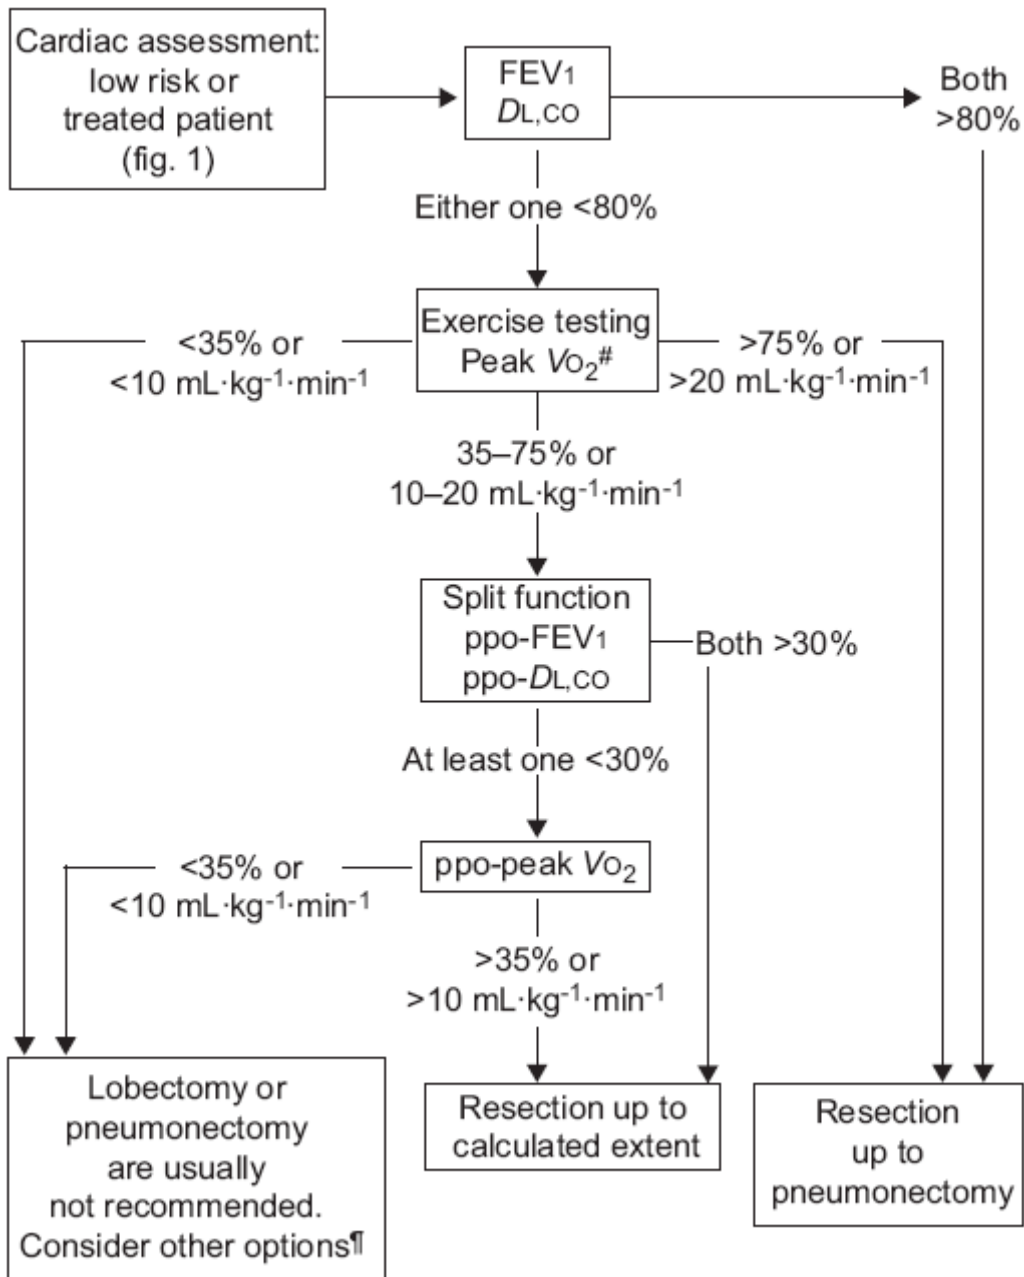 Cardiac assessment:
low risk or
treated patient
(fig. 1)
FEV1
DL,CO
Both
>80%
Either one <80%
Exercise testing
Peak VO2#
<35% or
<10 mL·kg-1·min-1
>75% or
>20 mL·kg-1·min-1
35–75% or
10–20 mL·kg-1·min-1
Split function
ppo-FEV1
ppo-DL,CO
Both >30%
At least one <30%
ppo-peak VO2
<35% or
<10 mL·kg-1·min-1
>35% or
>10 mL·kg-1·min-1
Lobectomy or
pneumonectomy
are usually
not recommended.
Consider other options¶
Resection up to
calculated extent
Resection
up to
pneumonectomy